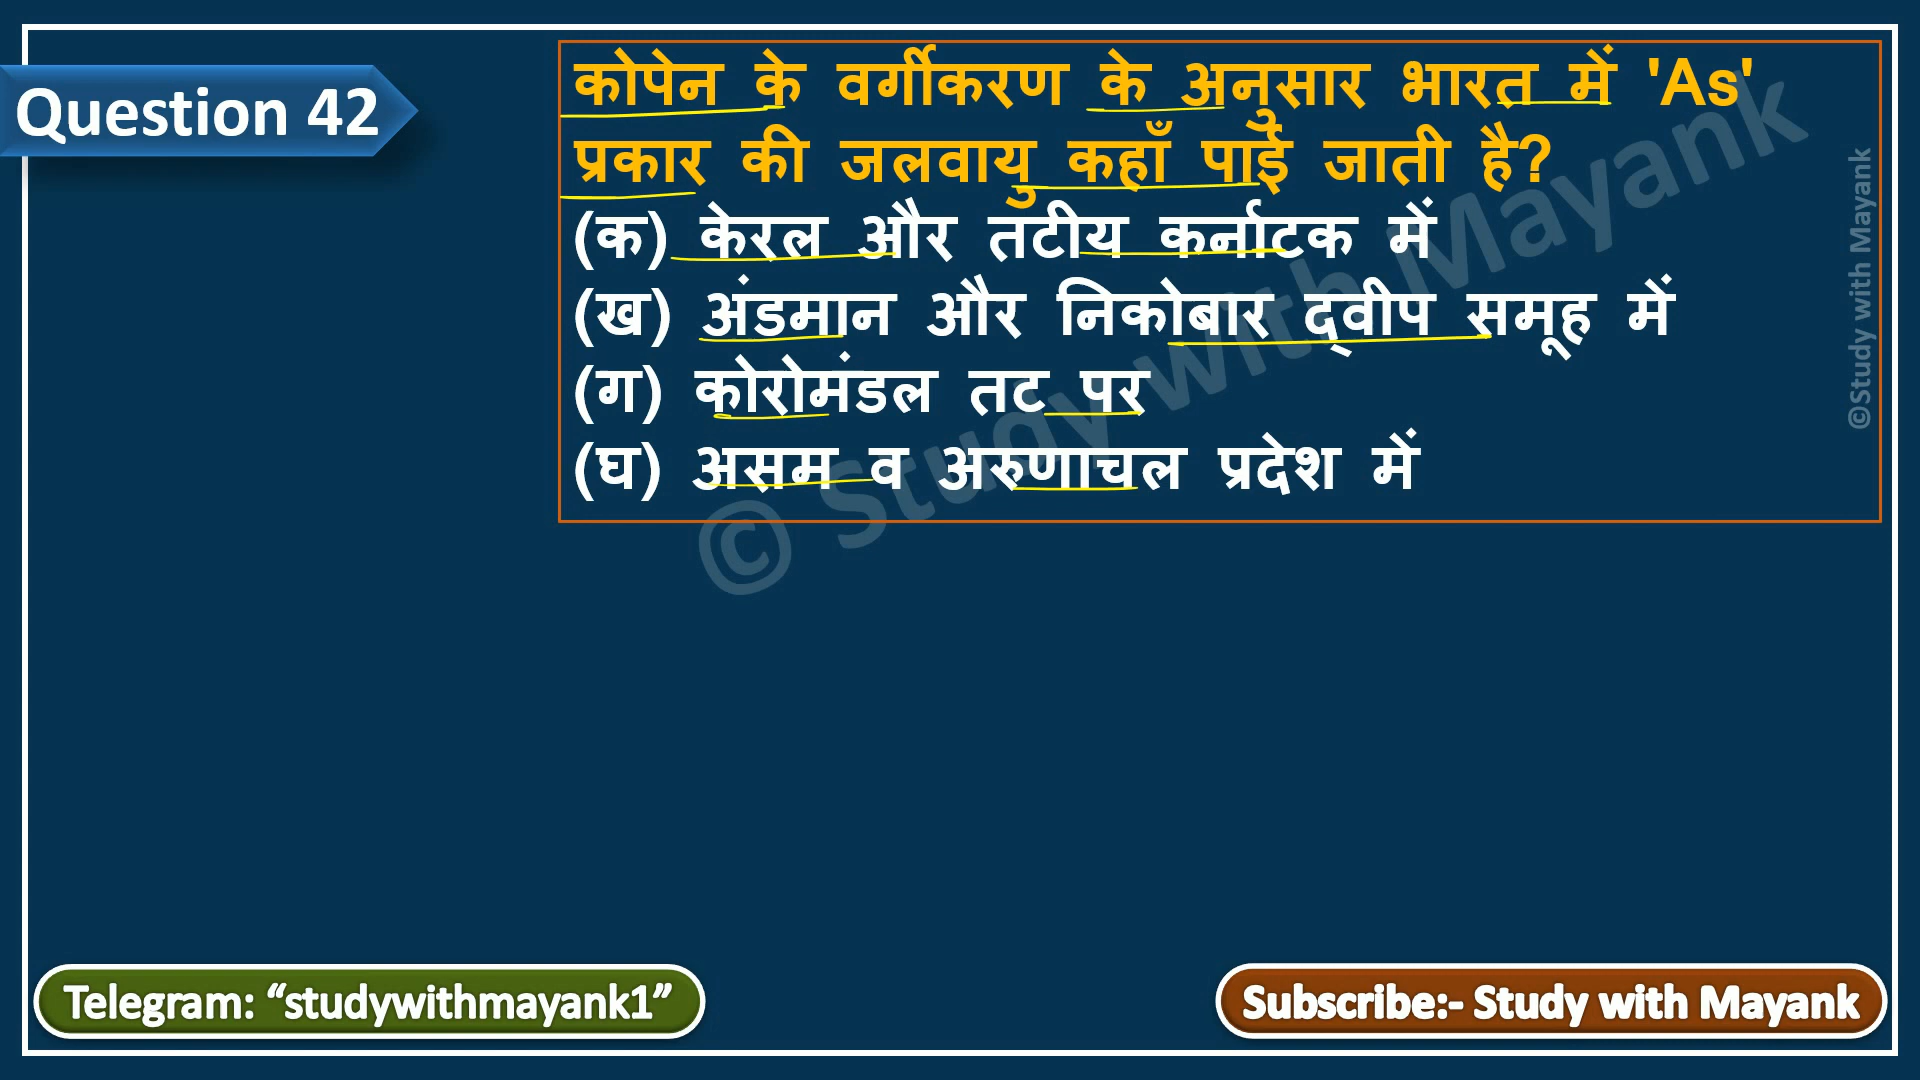 Question 42
कोपेन के वर्गीकरण के अनुसार भारत में 'As'
प्रकार की जलवायु कहाँ पाई जाती है?
(क) केरल और तटीय कर्नाटक में
(ख) अंडमान और निकोबार द्वीप समूह में
(ग) कोरोमंडल तट पर
(घ) असम व अरुणाचल प्रदेश में
© Study with Mayank
©Study with Mayank
Telegram: “studywithmayank1”
Subscribe:- Study with Mayank